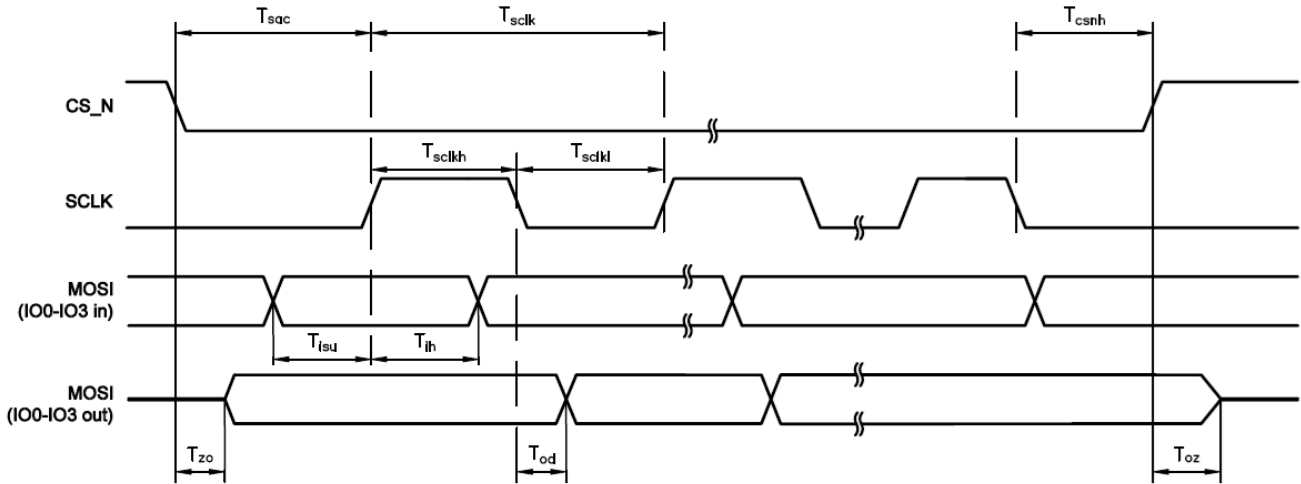 Tsac Tsclk Tcsnh
CS_N
Tsclkh Tsclkl
SCLK
MOSI
(IO0-IO3 in)
Tisu Tih
MOSI
(IO0-IO3 out)
Tzo Tod Toz